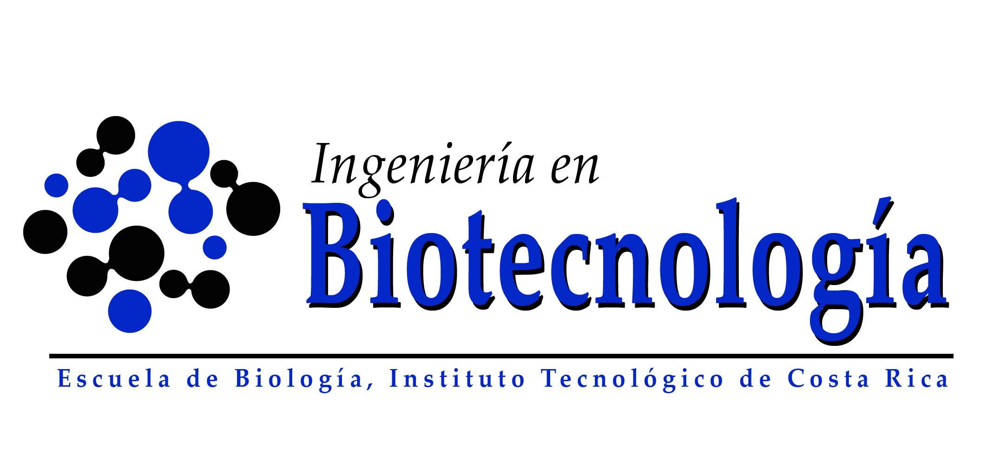 Ingeniería en
Biotecnología
Escuela de Biología, Instituto Tecnológico de Costa Rica